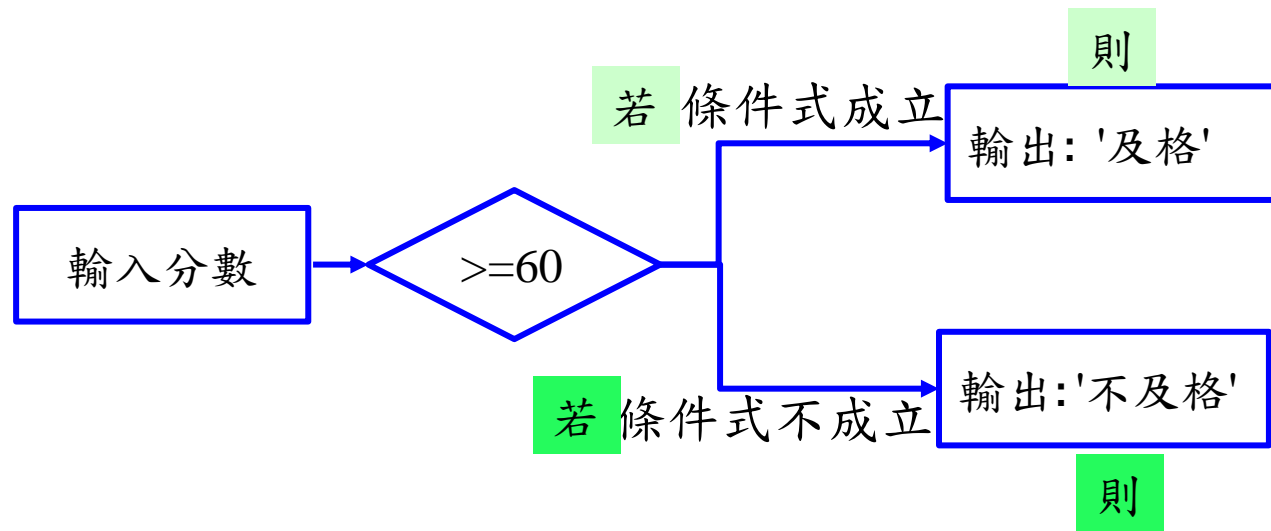 則
若 條件式成立
輸出: '及格'
輸入分數
>=60
若 條件式不成立
輸出:'不及格'
則